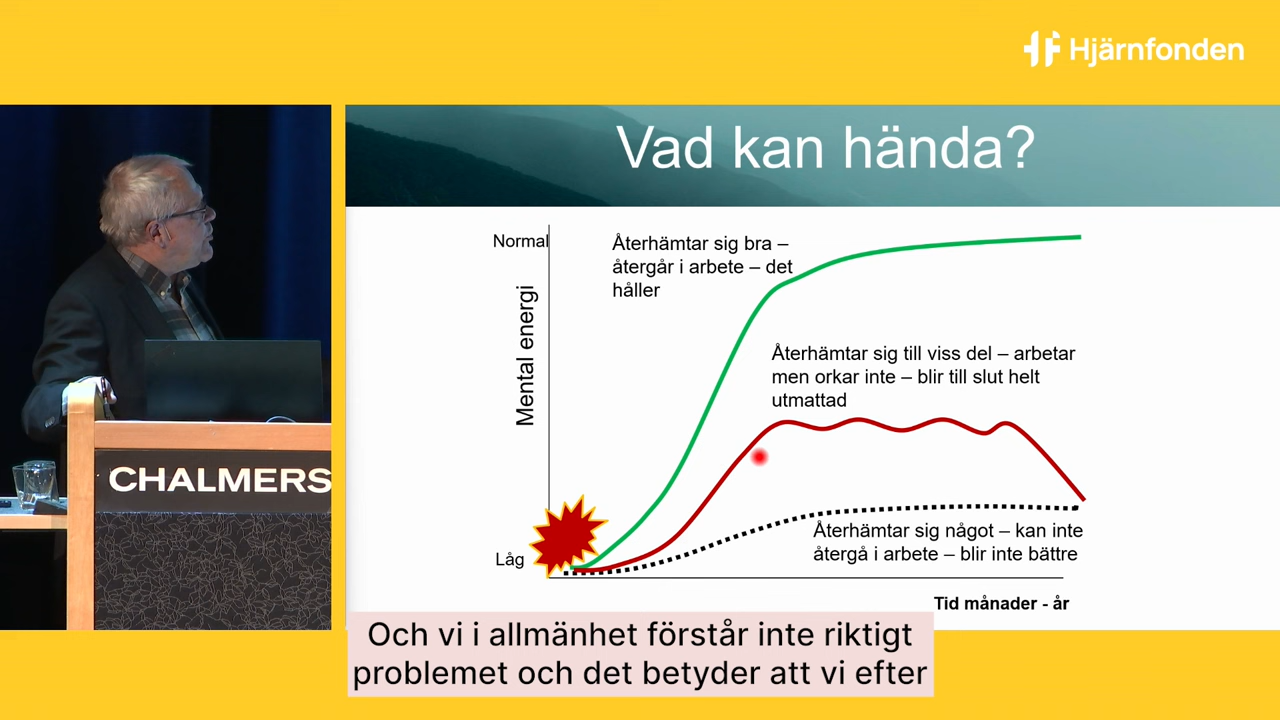 Hjärnfonden
Vad kan hända?
Normal
Återhämtar sig bra –
återgår i arbete – det
håller
Mental energi
Återhämtar sig till viss del – arbetar
men orkar inte – blir till slut helt
utmattad
CHALMERS
Återhämtar sig något – kan inte
återgå i arbete – blir inte bättre
Låg
Tid månader - år
Och vi i allmänhet förstår inte riktigt
problemet och det betyder att vi efter